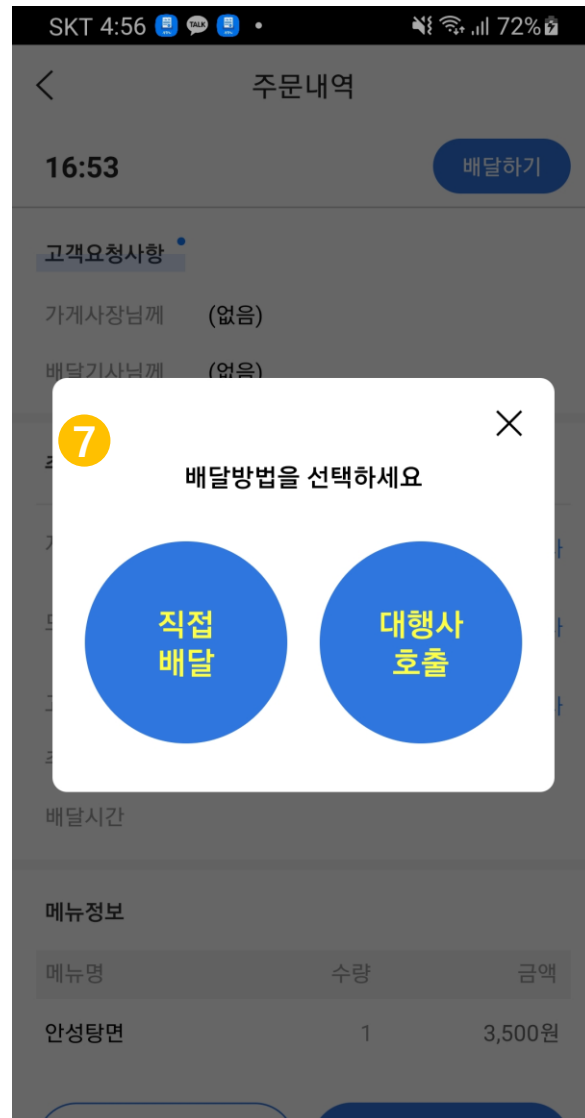 SKT 4:56 TALK 72%
주문내역
16:53 배달하기
고객요청사항
가게사장님께 (없음)
배달기사님께 (없음)
7
배달방법을 선택하세요
직접 대행사
배달 호출
배달시간
메뉴정보
메뉴명 수량 금액
안성탕면 1 3,500원